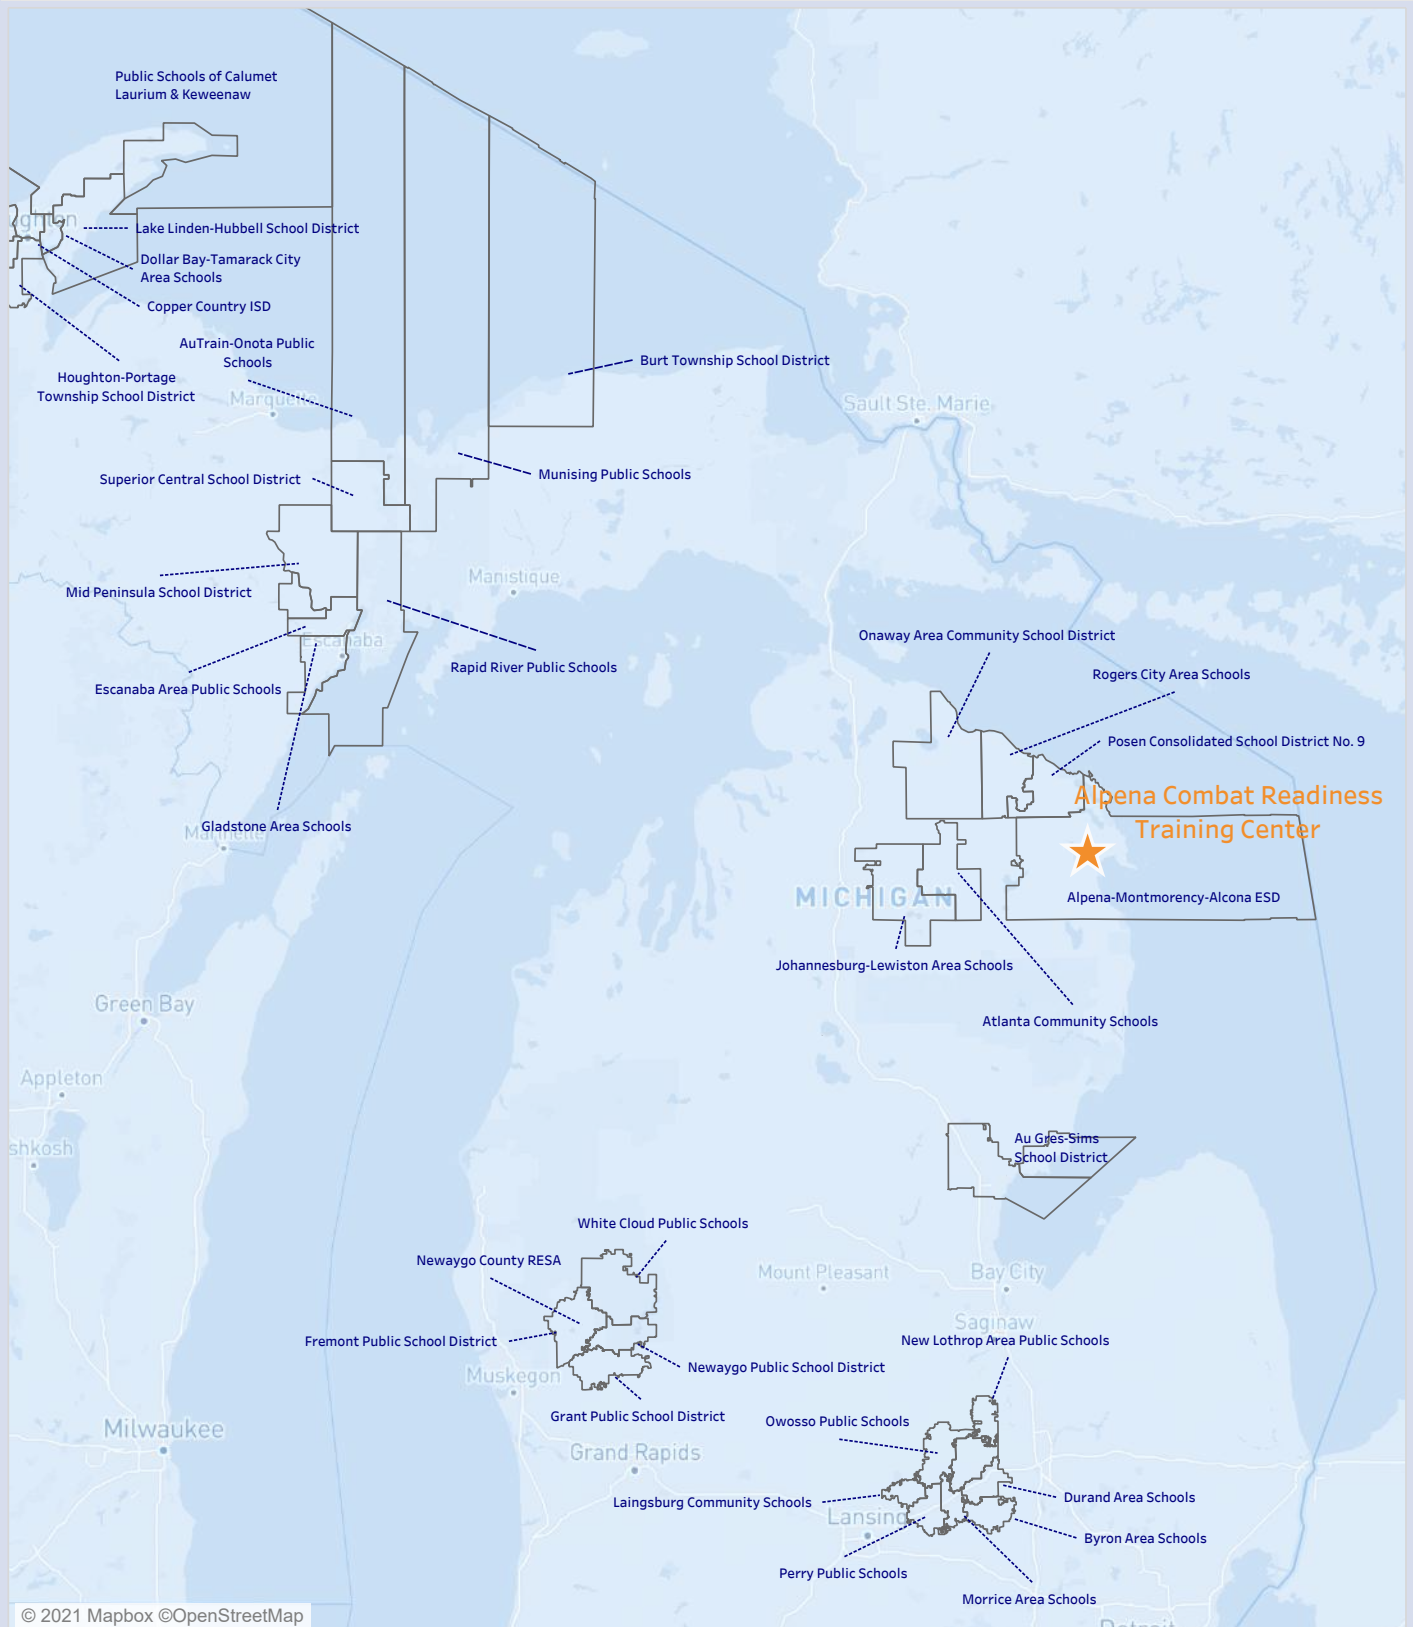 Public Schools of Calumet
Laurium & Keweenaw
Lake Linden-Hubbell School District
Dollar Bay-Tamarack City
Area Schools
Copper Country ISD
AuTrain-Onota Public
Schools
Houghton-Portage
Township School District
Marquette
Burt Township School District
Sault Ste. Marie
Superior Central School District
Munising Public Schools
Mid Peninsula School District
Manistique
Escanaba
Onaway Area Community School District
Rapid River Public Schools
Rogers City Area Schools
Escanaba Area Public Schools
Posen Consolidated School District No. 9
Alpena Combat Readiness
Training Center
Gladstone Area Schools
Marinette
MICHIGAN
Alpena-Montmorency-Alcona ESD
Johannesburg-Lewiston Area Schools
Green Bay
Atlanta Community Schools
Appleton
shkosh
Au Gres-Sims
School District
White Cloud Public Schools
Newaygo County RESA
Mount Pleasant
Bay City
Saginaw
Fremont Public School District
New Lothrop Area Public Schools
Newaygo Public School District
Muskegon
Grant Public School District
Owosso Public Schools
Milwaukee
Grand Rapids
Laingsburg Community Schools
Durand Area Schools
Lansing
Byron Area Schools
Perry Public Schools
Morrice Area Schools
© 2021 Mapbox ©OpenStreetMap